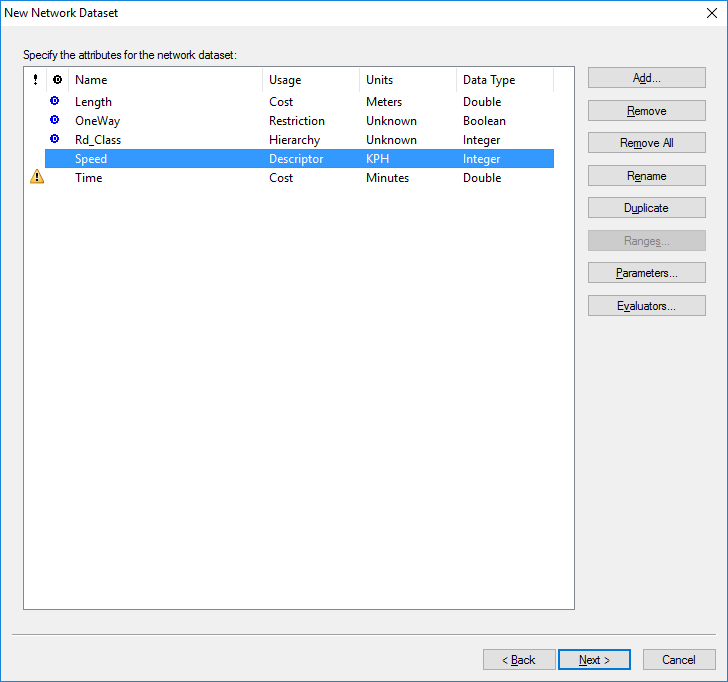 New Network Dataset
Specify the attributes for the network dataset:
! D Name Usage Units Data Type
D Length Cost Meters Double
D OneWay Restriction Unknown Boolean
D Rd_Class Hierarchy Unknown Integer
Speed Descriptor KPH Integer
! Time Cost Minutes Double
Add...
Remove
Remove All
Rename
Duplicate
Ranges...
Parameters...
Evaluators...
< Back Next > Cancel